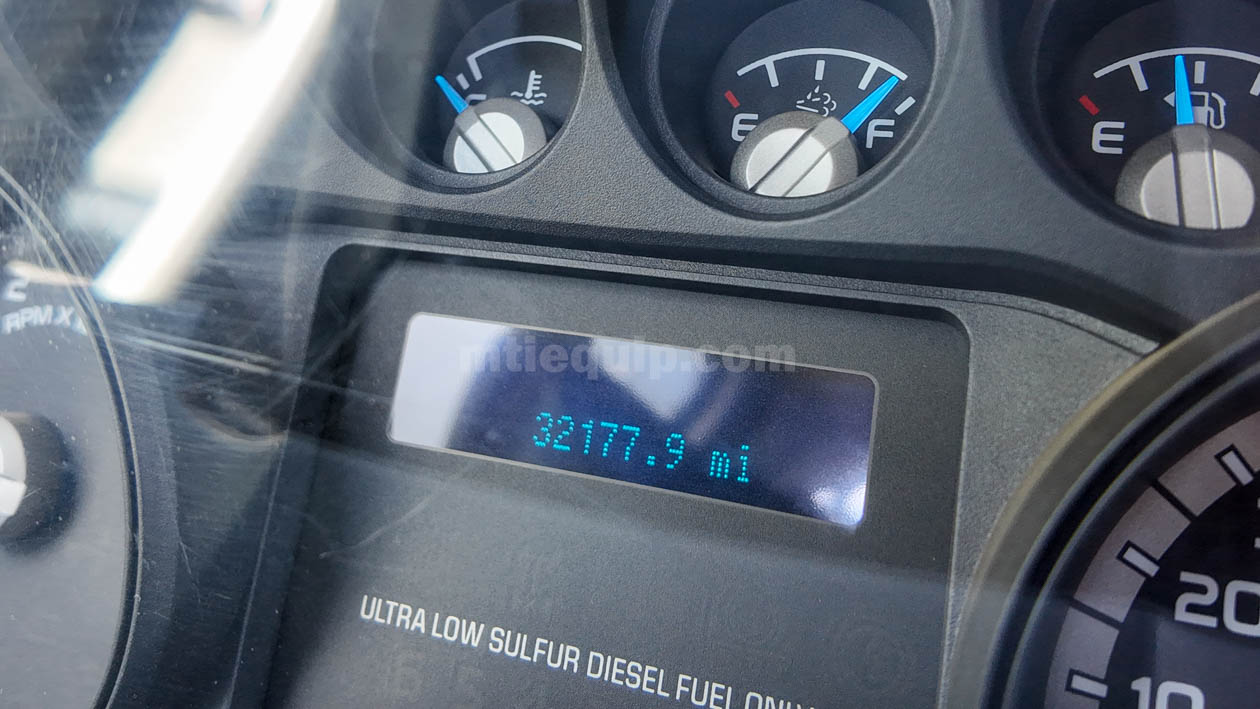 C
E
F
E
2
RPM X
mtiequip.com
32177.9 mi
20
10
ULTRA LOW SULFUR DIESEL FUEL ONLY